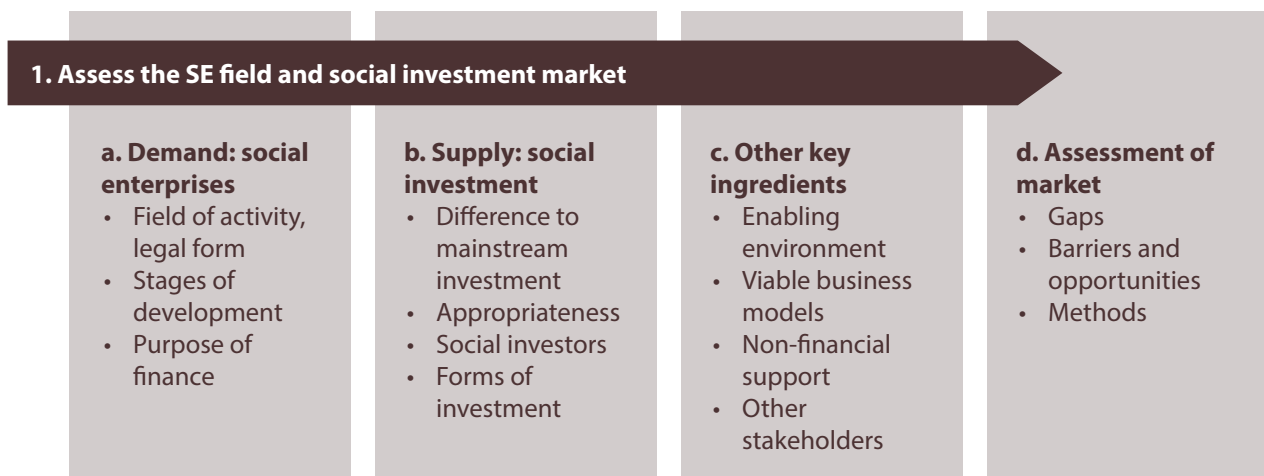 1. Assess the SE field and social investment market
a. Demand: social
enterprises
• Field of activity,
legal form
• Stages of
development
• Purpose of
finance
b. Supply: social
investment
• Difference to
mainstream
investment
• Appropriateness
• Social investors
• Forms of
investment
c. Other key
ingredients
• Enabling
environment
• Viable business
models
• Non-financial
support
• Other
stakeholders
d. Assessment of
market
• Gaps
• Barriers and
opportunities
• Methods